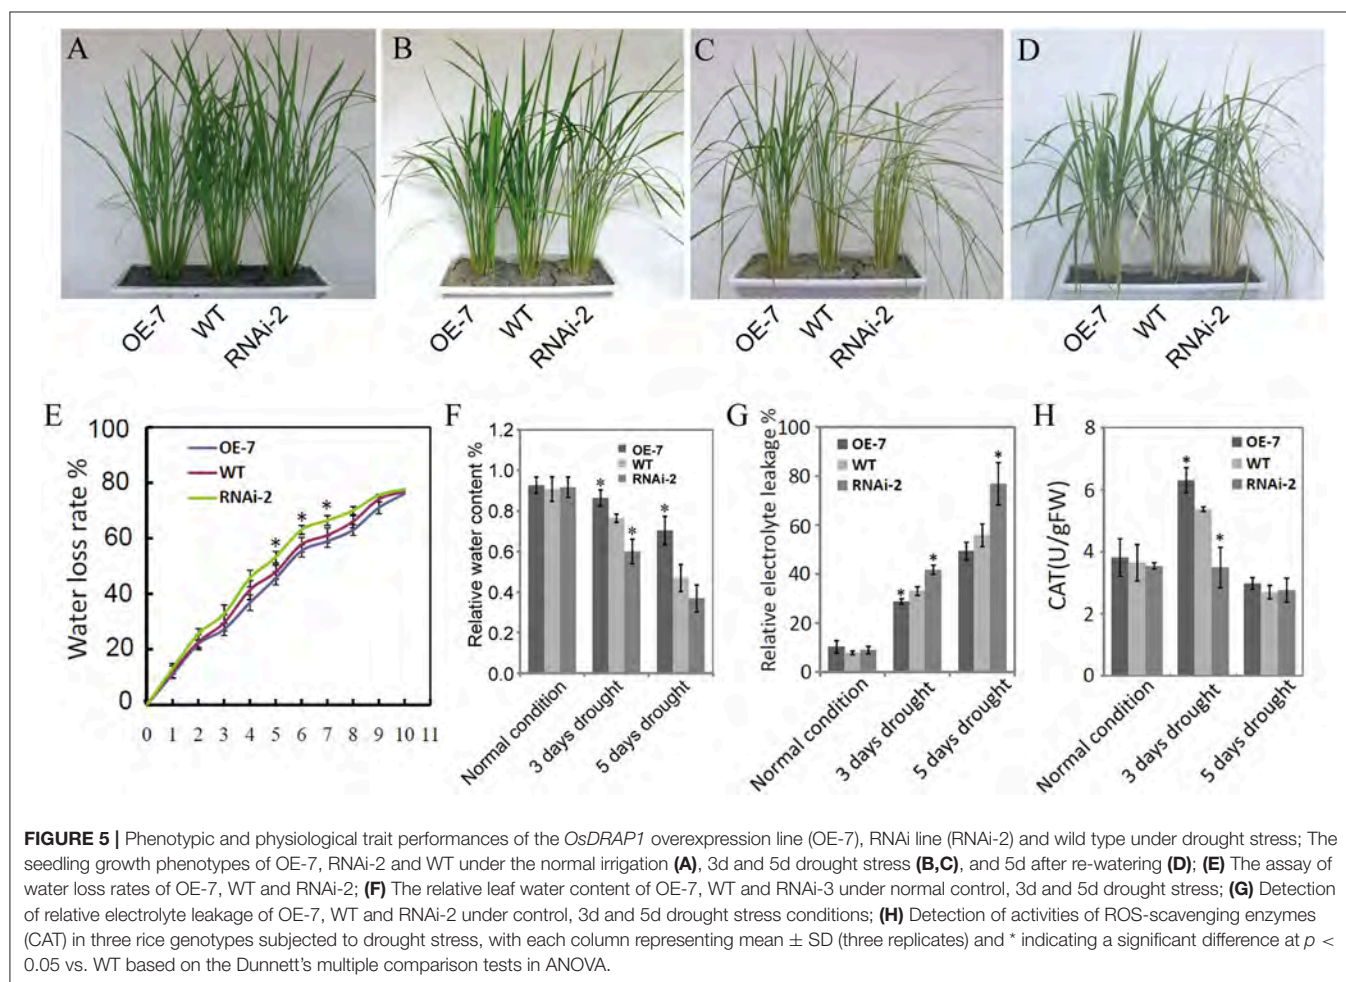 A B C D
OE-7 WT RNAi-2 OE-7 WT RNAi-2 OE-7 WT RNAi-2 OE-7 WT RNAi-2
E
Water loss rate %
100
80
60
40
20
0
OE-7
WT
RNAi-2
* * *
0 1 2 3 4 5 6 7 8 9 10 11
F
Relative water content %
1.2
1.0
0.8
0.6
0.4
0.2
0.0
OE-7
WT
RNAi-2
* * *
Normal condition
3 days drought
5 days drought
G
Relative electrolyte leakage %
100
80
60
40
20
0
OE-7
WT
RNAi-2
* * *
Normal condition
3 days drought
5 days drought
H
CAT(U/gFW)
8
6
4
2
0
OE-7
WT
RNAi-2
* *
Normal condition
3 days drought
5 days drought
FIGURE 5 | Phenotypic and physiological trait performances of the OsDRAP1 overexpression line (OE-7), RNAi line (RNAi-2) and wild type under drought stress; The
seedling growth phenotypes of OE-7, RNAi-2 and WT under the normal irrigation (A), 3d and 5d drought stress (B,C), and 5d after re-watering (D); (E) The assay of
water loss rates of OE-7, WT and RNAi-2; (F) The relative leaf water content of OE-7, WT and RNAi-3 under normal control, 3d and 5d drought stress; (G) Detection
of relative electrolyte leakage of OE-7, WT and RNAi-2 under control, 3d and 5d drought stress conditions; (H) Detection of activities of ROS-scavenging enzymes
(CAT) in three rice genotypes subjected to drought stress, with each column representing mean ± SD (three replicates) and * indicating a significant difference at p <
0.05 vs. WT based on the Dunnett's multiple comparison tests in ANOVA.